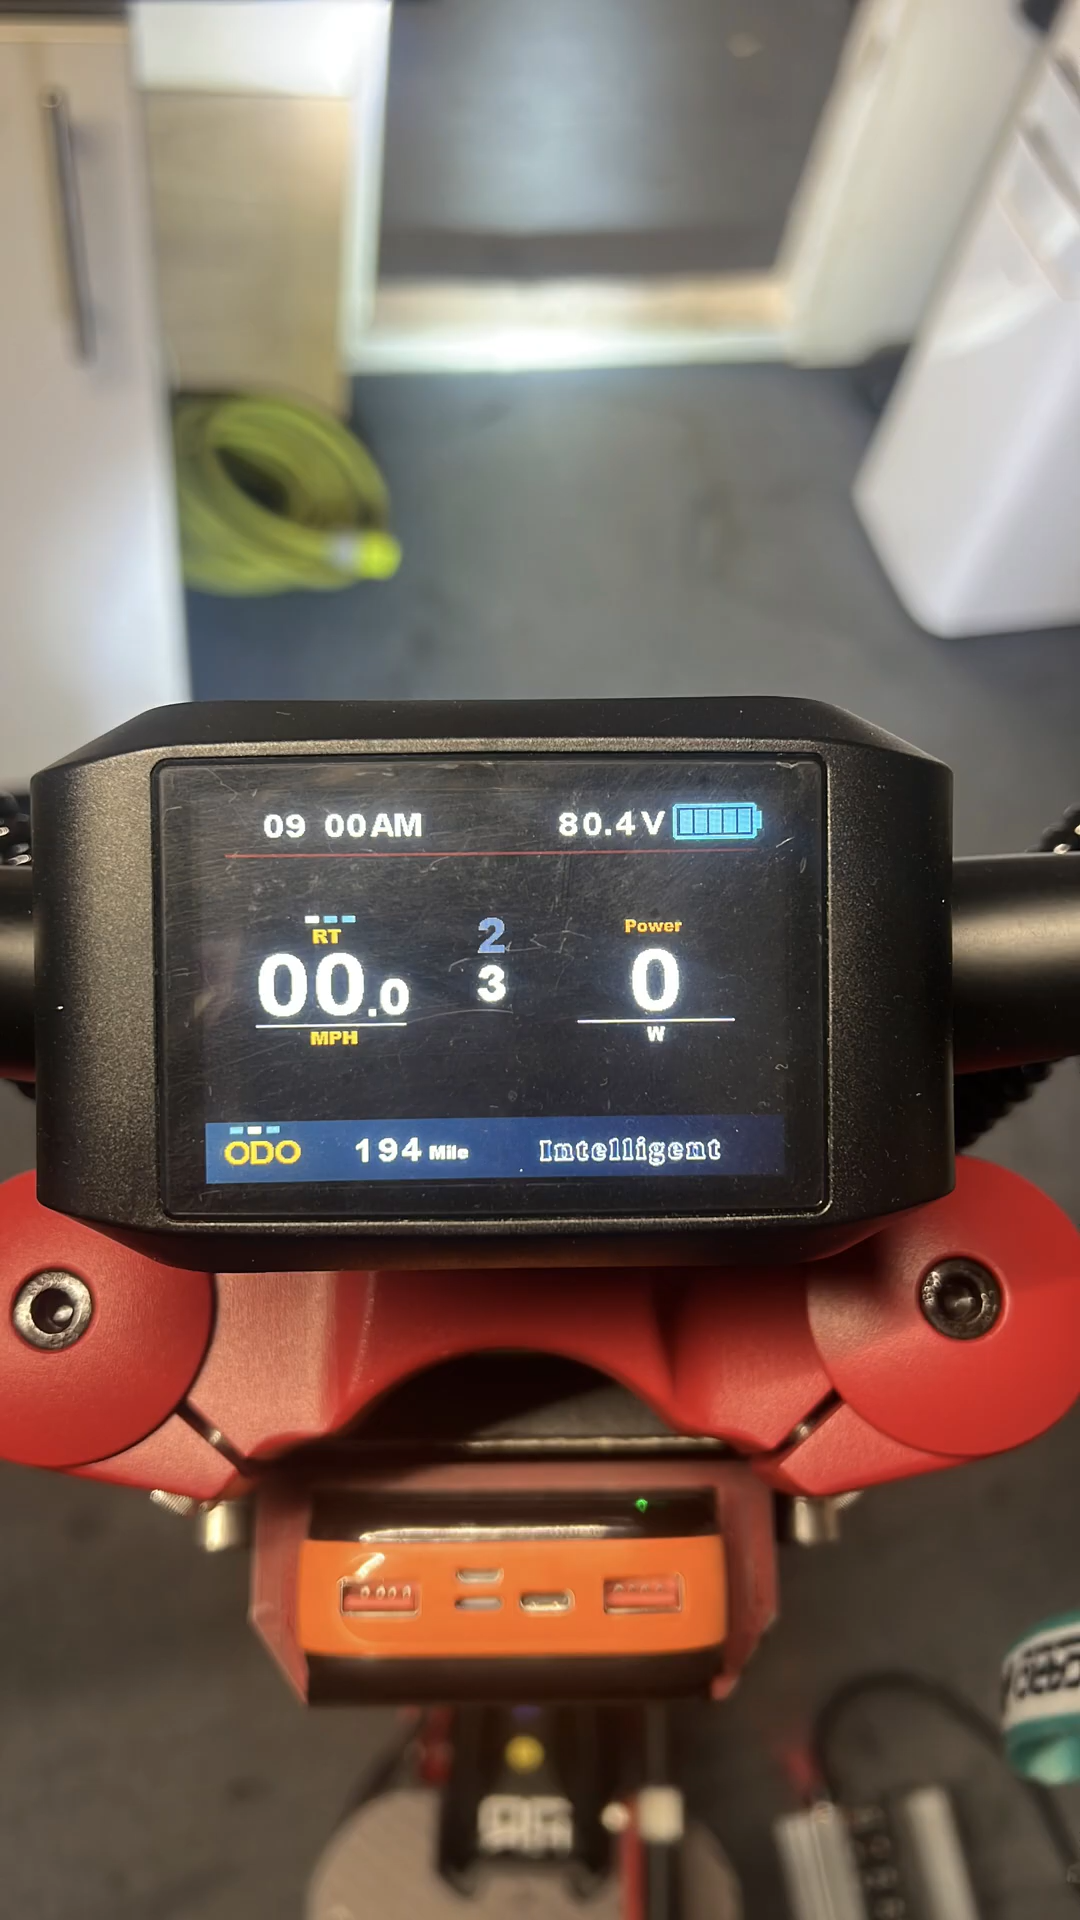 09 00AM 80.4V
RT
00.0
MPH
2
3
Power
0
W
ODO 194 Mile Intelligent